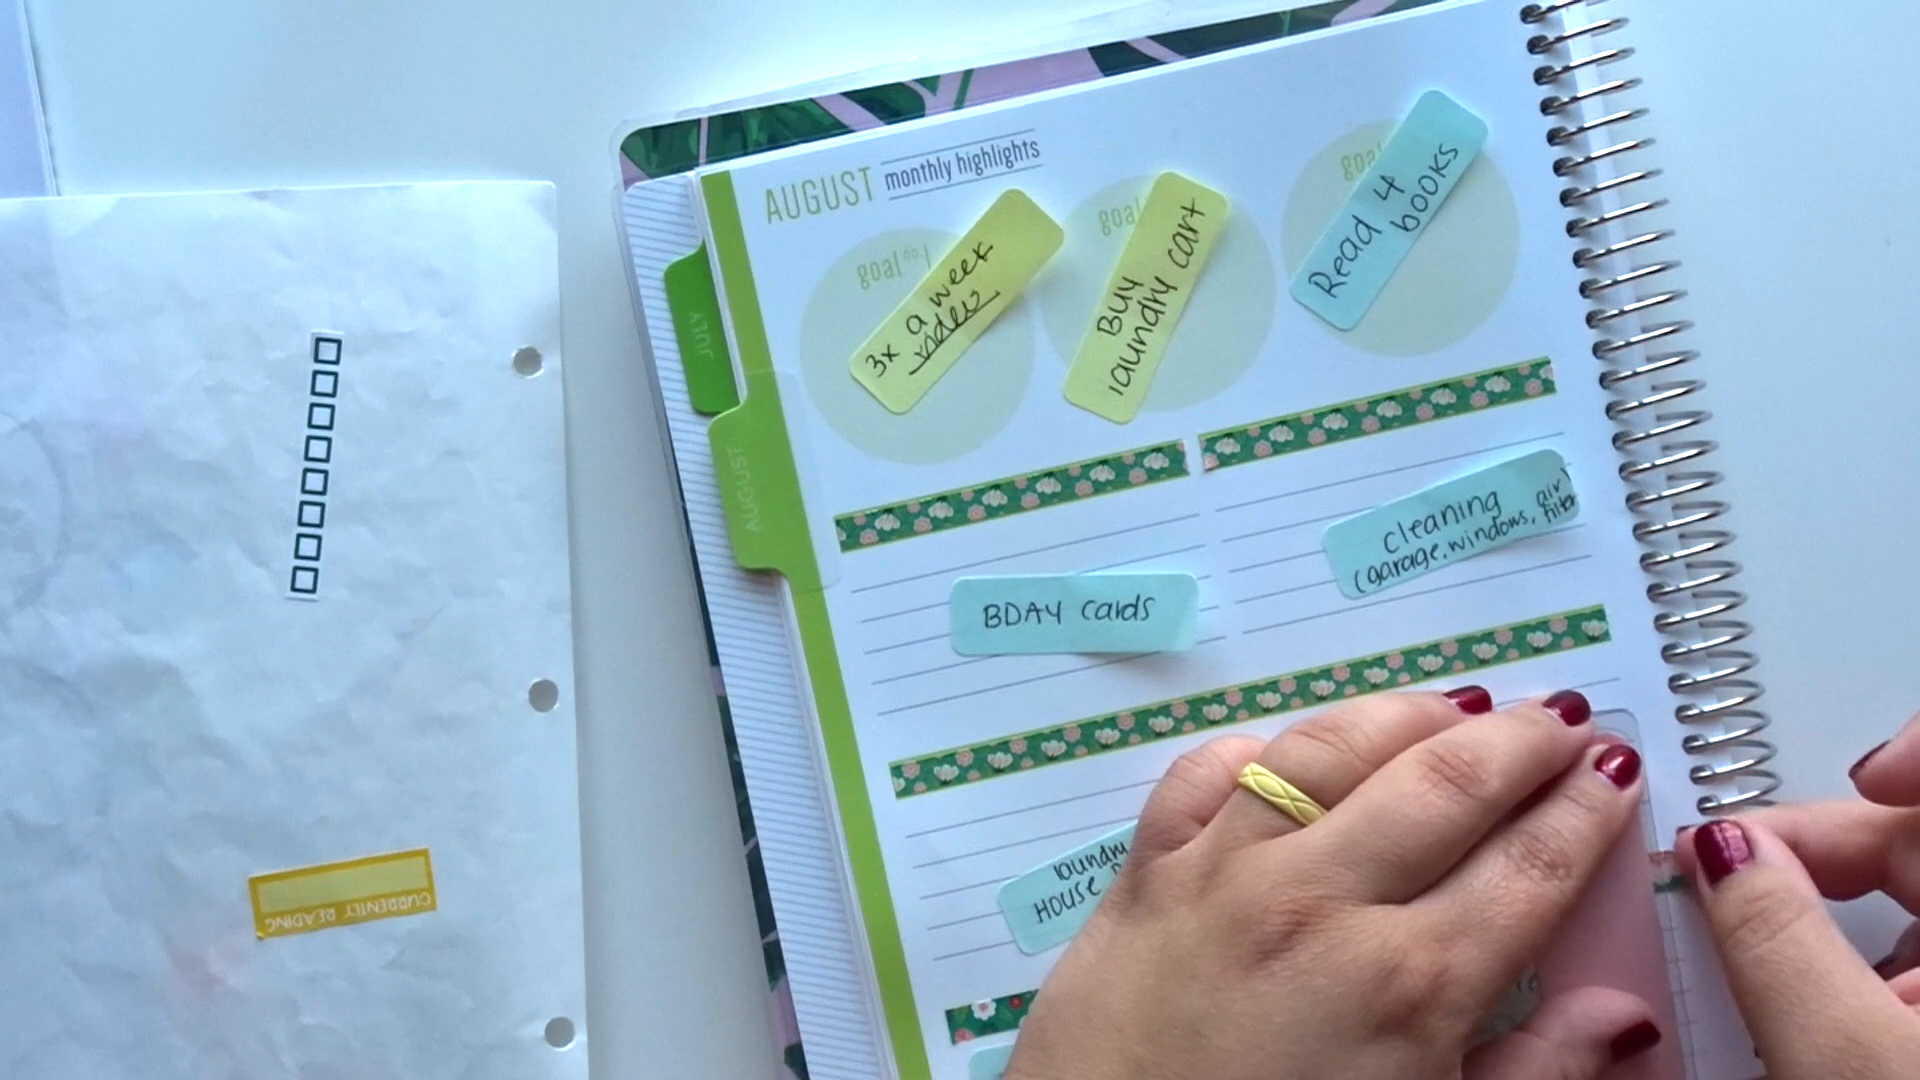 AUGUST monthly highlights
goal no. 1
3x a week
goal
Buy
laundry cart
goal
Read 4
books
JULY
AUGUST
cleaning
(garage, windows, air
filter
BDAY cards
laundry
House
CURRENTLY READING